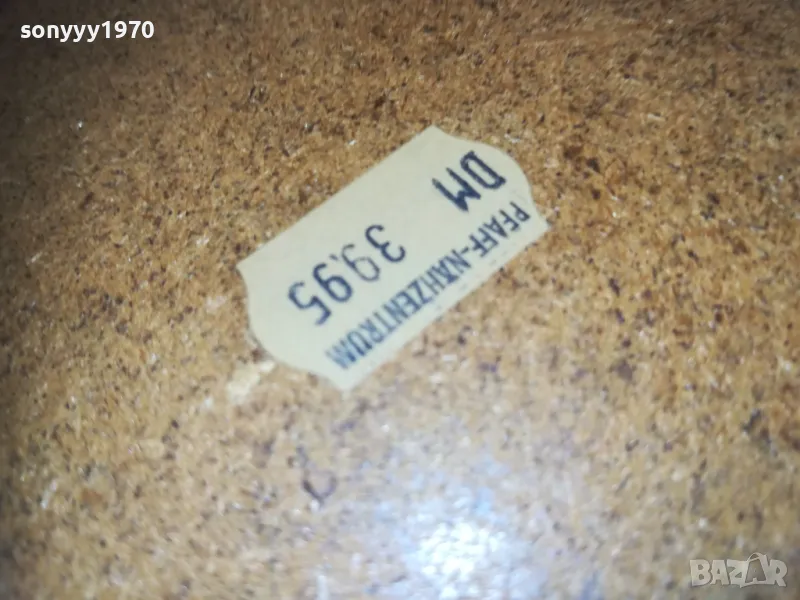 sonyyy1970
PFAFF-NÄHZENTRUM
DM 39,95
BAZAR